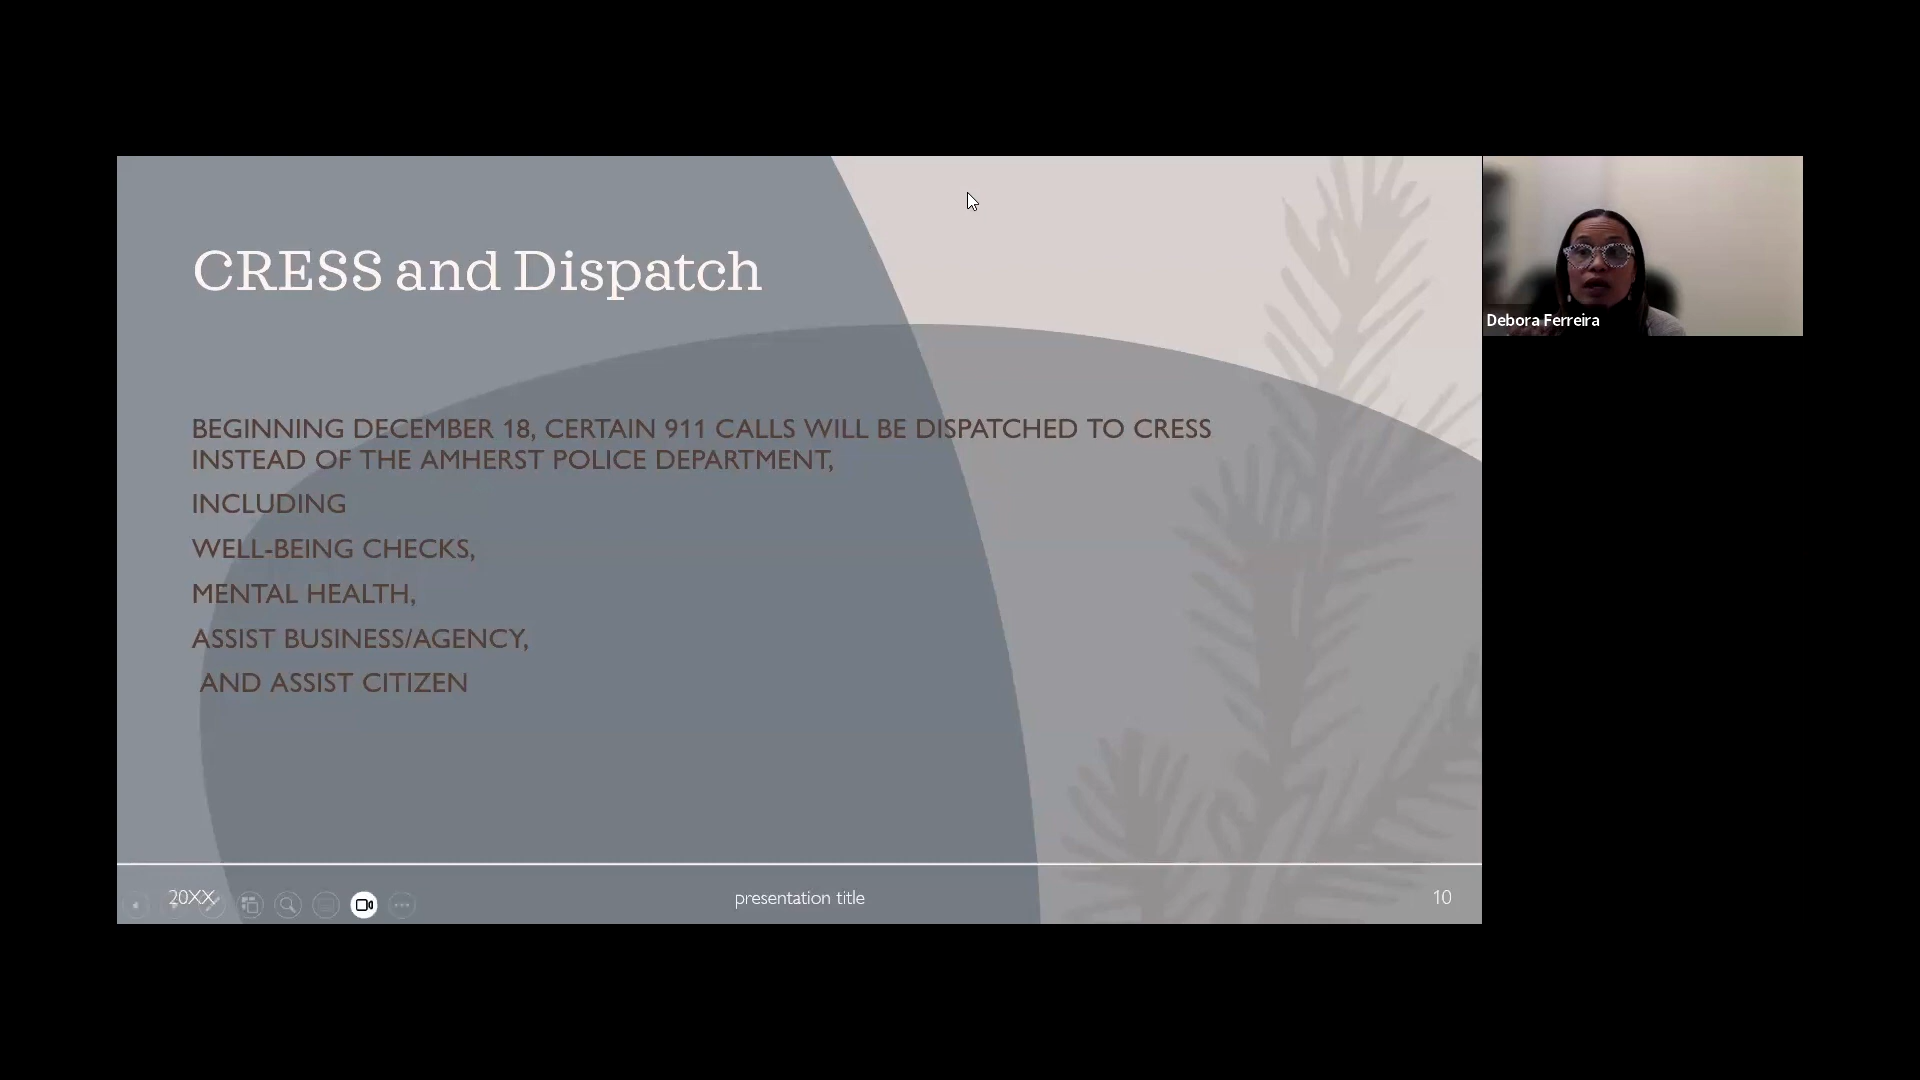 CRESS and Dispatch
BEGINNING DECEMBER 18, CERTAIN 911 CALLS WILL BE DISPATCHED TO CRESS
INSTEAD OF THE AMHERST POLICE DEPARTMENT,
INCLUDING
WELL-BEING CHECKS,
MENTAL HEALTH,
ASSIST BUSINESS/AGENCY,
AND ASSIST CITIZEN
20XX
presentation title
10
Debora Ferreira